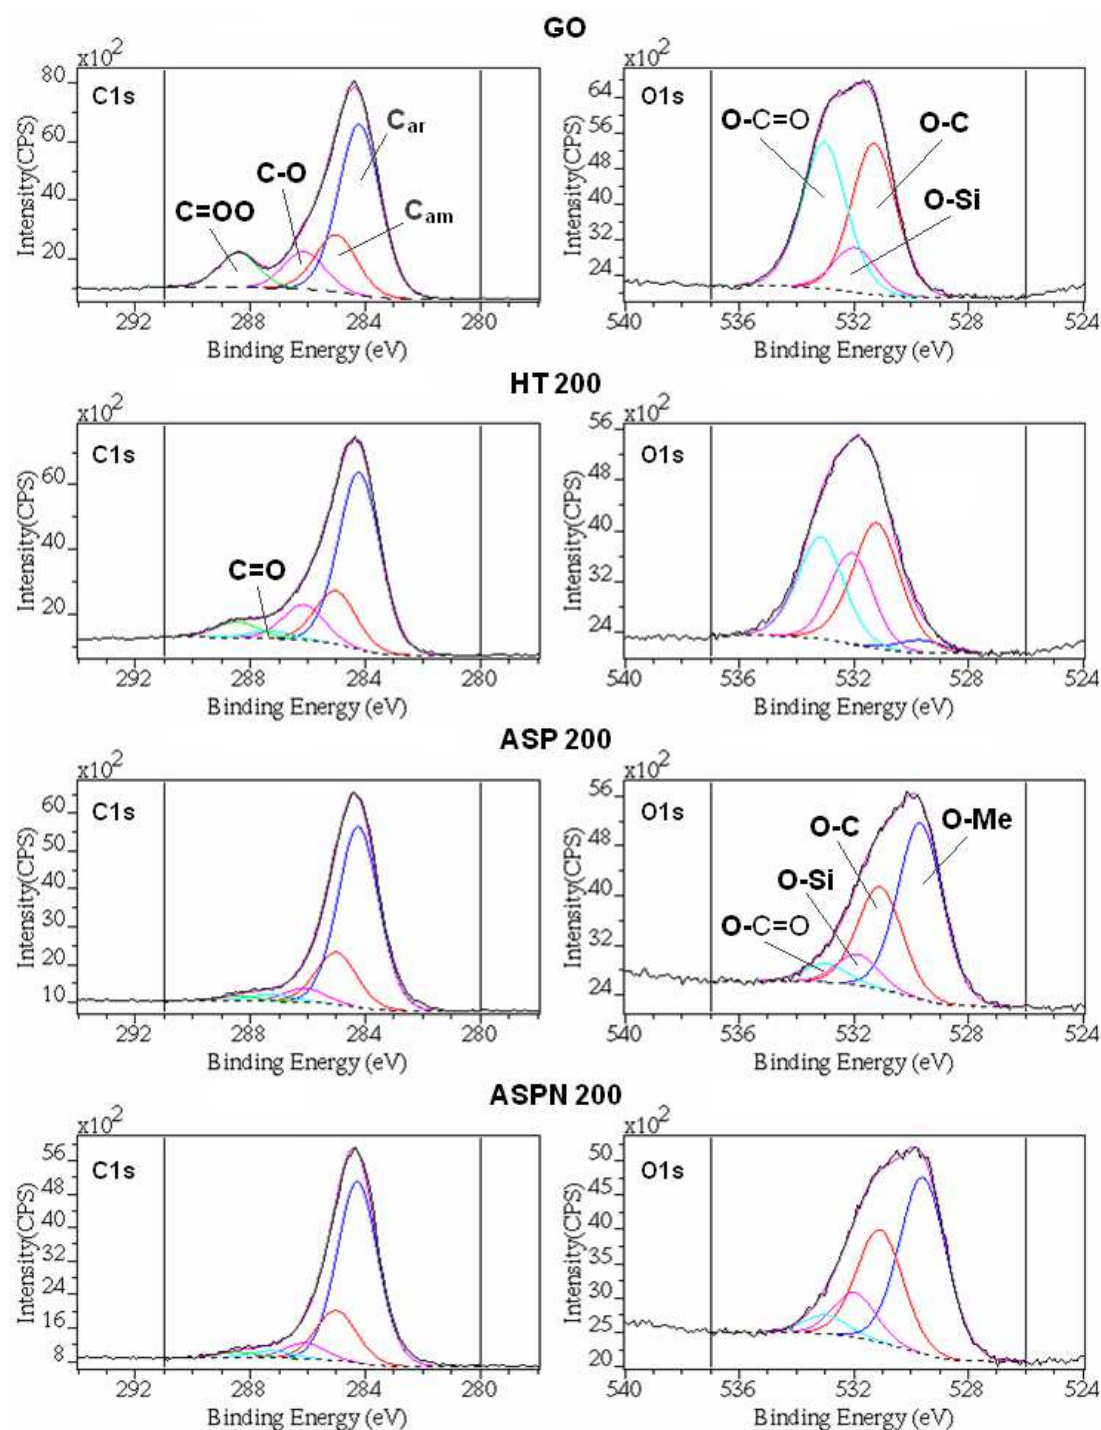 GO
x10²
C1s
80
60
40
20
Intensity(CPS)
C=OO
C-O
Cₐᵣ
Cₐₘ
292 288 284 280
Binding Energy (eV)
x10²
O1s
64
56
48
40
32
24
Intensity(CPS)
O-C=O
O-C
O-Si
540 536 532 528 524
Binding Energy (eV)
HT 200
x10²
C1s
60
40
20
Intensity(CPS)
C=O
292 288 284 280
Binding Energy (eV)
x10²
O1s
56
48
40
32
24
Intensity(CPS)
540 536 532 528 524
Binding Energy (eV)
ASP 200
x10²
C1s
60
50
40
30
20
10
Intensity(CPS)
292 288 284 280
Binding Energy (eV)
x10²
O1s
56
48
40
32
24
Intensity(CPS)
O-C=O
O-Si
O-C
O-Me
540 536 532 528 524
Binding Energy (eV)
ASPN 200
x10²
C1s
56
48
40
32
24
16
8
Intensity(CPS)
292 288 284 280
Binding Energy (eV)
x10²
O1s
50
45
40
35
30
25
20
Intensity(CPS)
540 536 532 528 524
Binding Energy (eV)